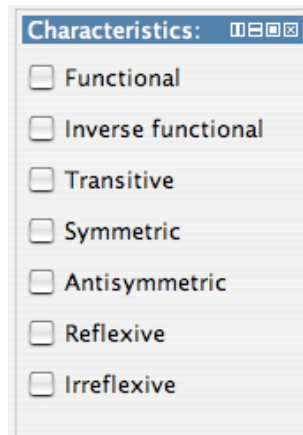 Characteristics:
Functional
Inverse functional
Transitive
Symmetric
Antisymmetric
Reflexive
Irreflexive